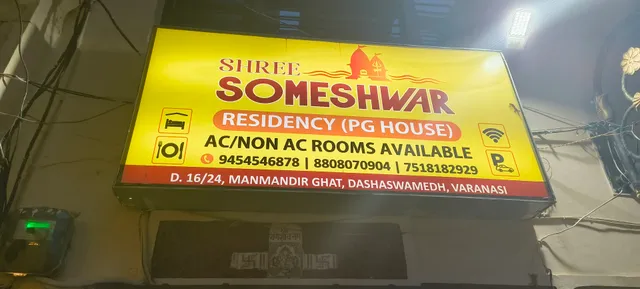 SHREE
SOMESHWAR
RESIDENCY (PG HOUSE)
AC/NON AC ROOMS AVAILABLE
9454546878 | 8808070904 | 7518182929
D. 16/24, MANMANDIR GHAT, DASHASWAMEDH, VARANASI